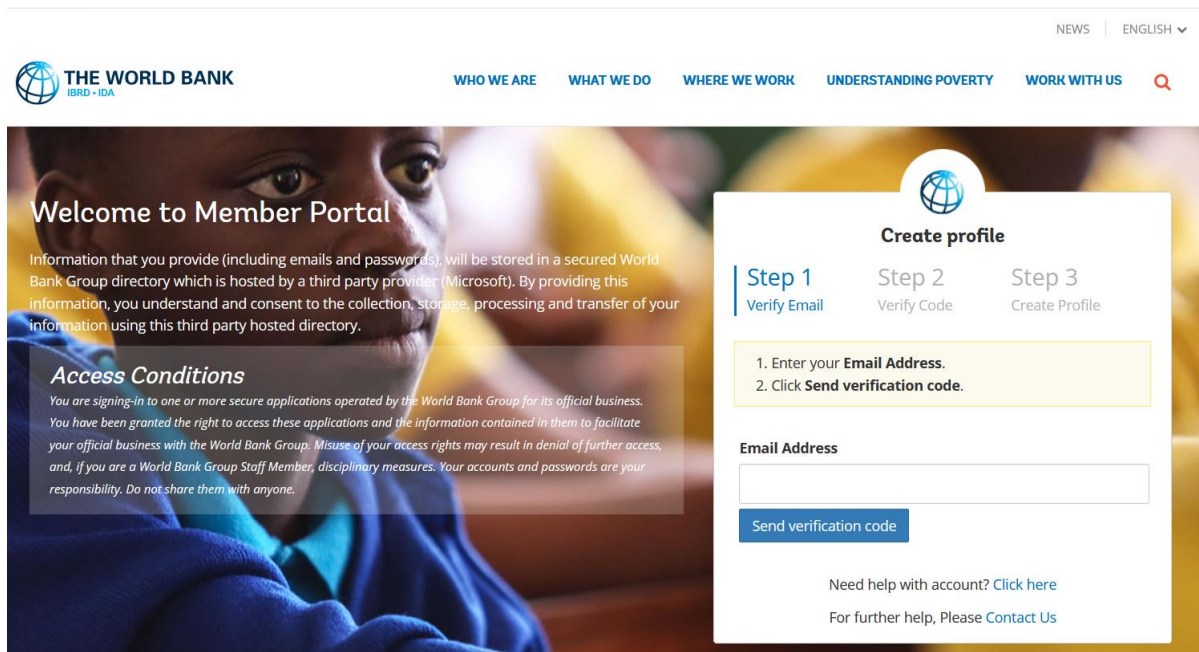 NEWS
ENGLISH
THE WORLD BANK
IBRD • IDA
WHO WE ARE
WHAT WE DO
WHERE WE WORK
UNDERSTANDING POVERTY
WORK WITH US
Welcome to Member Portal
Information that you provide (including emails and passwords), will be stored in a secured World
Bank Group directory which is hosted by a third party provider (Microsoft). By providing this
information, you understand and consent to the collection, storage, processing and transfer of your
information using this third party hosted directory.
Access Conditions
You are signing-in to one or more secure applications operated by the World Bank Group for its official business.
You have been granted the right to access these applications and the information contained in them to facilitate
your official business with the World Bank Group. Misuse of your access rights may result in denial of further access,
and, if you are a World Bank Group Staff Member, disciplinary measures. Your accounts and passwords are your
responsibility. Do not share them with anyone.
Create profile
Step 1
Verify Email
Step 2
Verify Code
Step 3
Create Profile
1. Enter your Email Address.
2. Click Send verification code.
Email Address
Send verification code
Need help with account? Click here
For further help, Please Contact Us